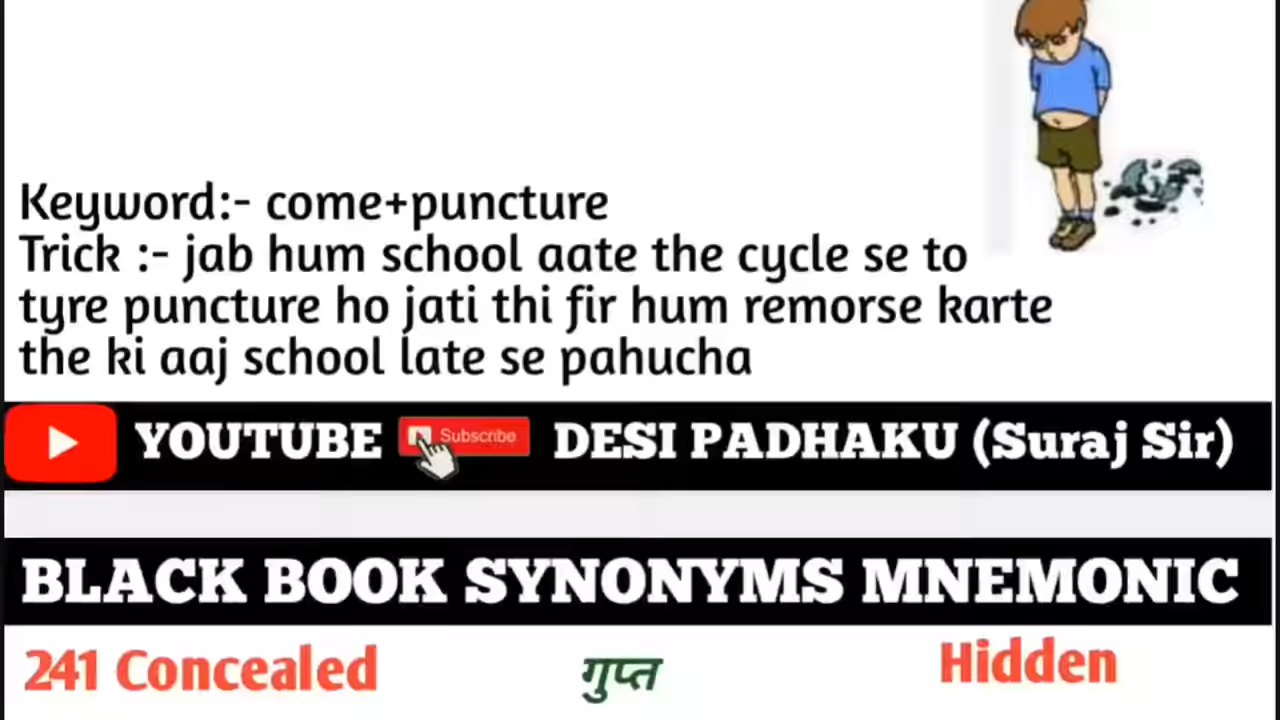 Keyword:- come+puncture
Trick :- jab hum school aate the cycle se to
tyre puncture ho jati thi fir hum remorse karte
the ki aaj school late se pahucha
YOUTUBE Subscribe DESI PADHAKU (Suraj Sir)
BLACK BOOK SYNONYMS MNEMONIC
241 Concealed गुप्त Hidden